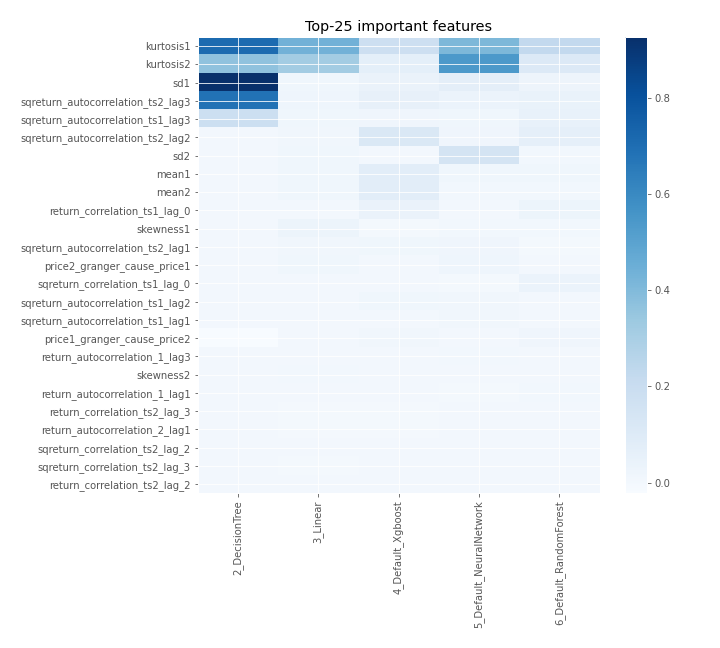 Top-25 important features
kurtosis1
kurtosis2
sd1
sqreturn_autocorrelation_ts2_lag3
sqreturn_autocorrelation_ts1_lag3
sqreturn_autocorrelation_ts2_lag2
sd2
mean1
mean2
return_correlation_ts1_lag_0
skewness1
sqreturn_autocorrelation_ts2_lag1
price2_granger_cause_price1
sqreturn_correlation_ts1_lag_0
sqreturn_autocorrelation_ts1_lag2
sqreturn_autocorrelation_ts1_lag1
price1_granger_cause_price2
return_autocorrelation_1_lag3
skewness2
return_autocorrelation_1_lag1
return_correlation_ts2_lag_3
return_autocorrelation_2_lag1
sqreturn_correlation_ts2_lag_2
sqreturn_correlation_ts2_lag_3
return_correlation_ts2_lag_2
2_DecisionTree
3_Linear
4_Default_Xgboost
5_Default_NeuralNetwork
6_Default_RandomForest
0.8
0.6
0.4
0.2
0.0